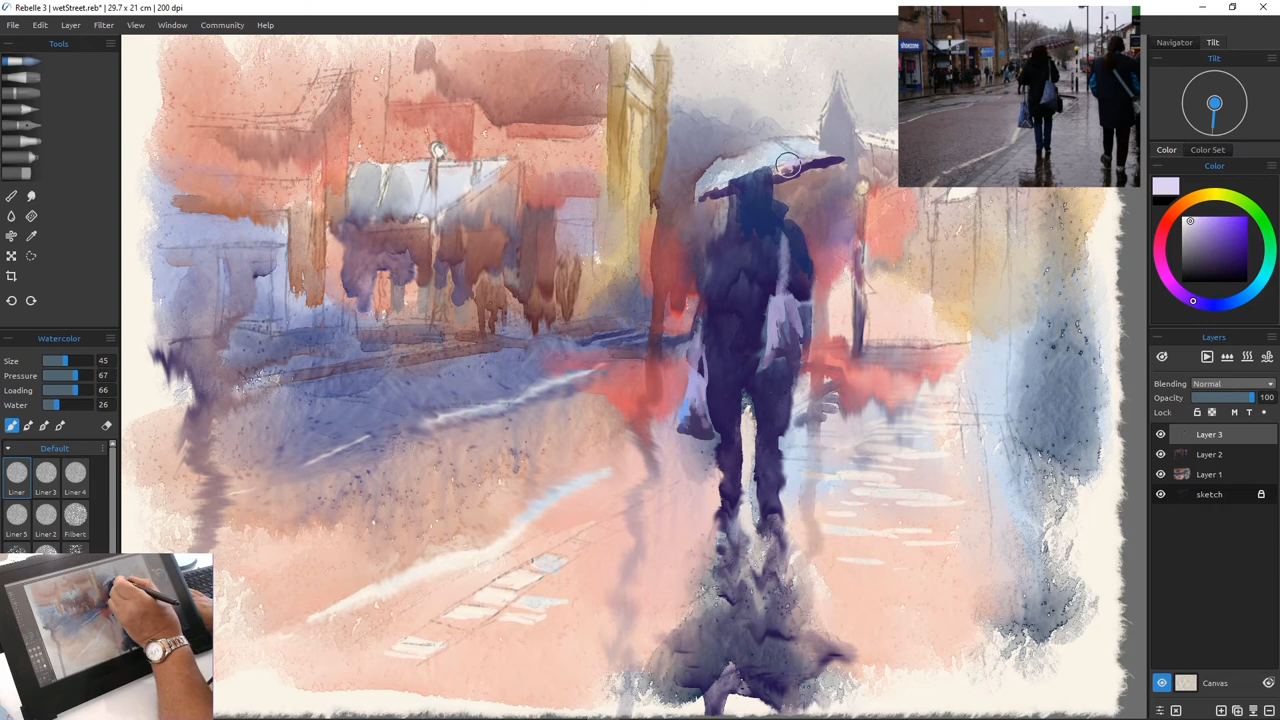 Rebelle 3 | wetStreet.reb* | 29.7 x 21 cm | 200 dpi
File Edit Layer Filter View Window Community Help
Tools
Navigator Tilt
Tilt
Color Color Set
Color
Watercolor
Size 45
Pressure 67
Loading 66
Water 26
Default
Liner Liner 3 Liner 4
Liner 5 Liner 2 Filbert
Layers
Blending Normal
Opacity 100
Lock M T
Layer 3
Layer 2
Layer 1
sketch
Canvas
shoezone